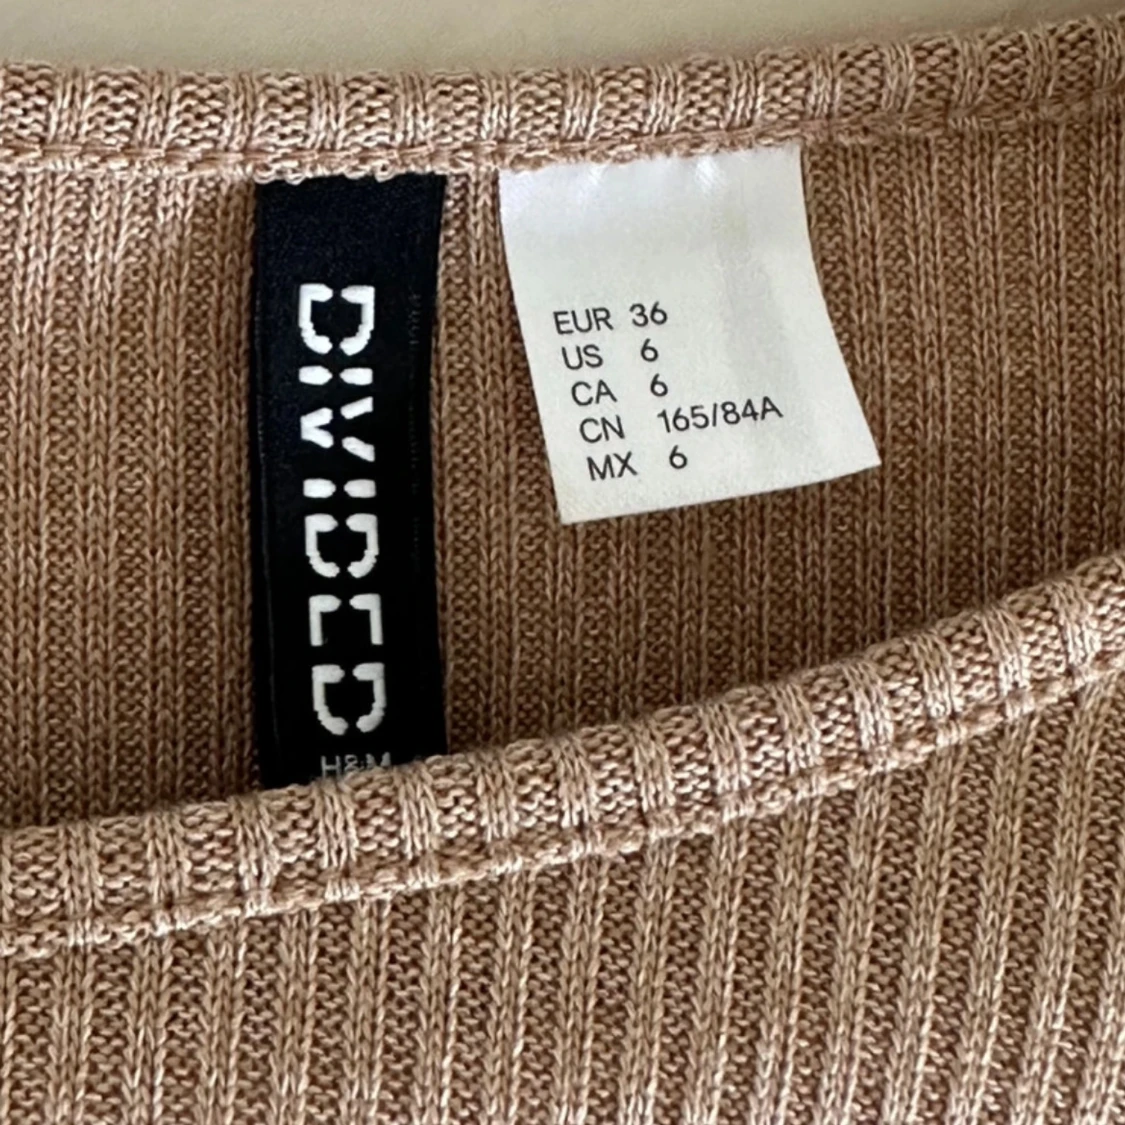 DIVIDED
H&M
EUR 36
US 6
CA 6
CN 165/84A
MX 6